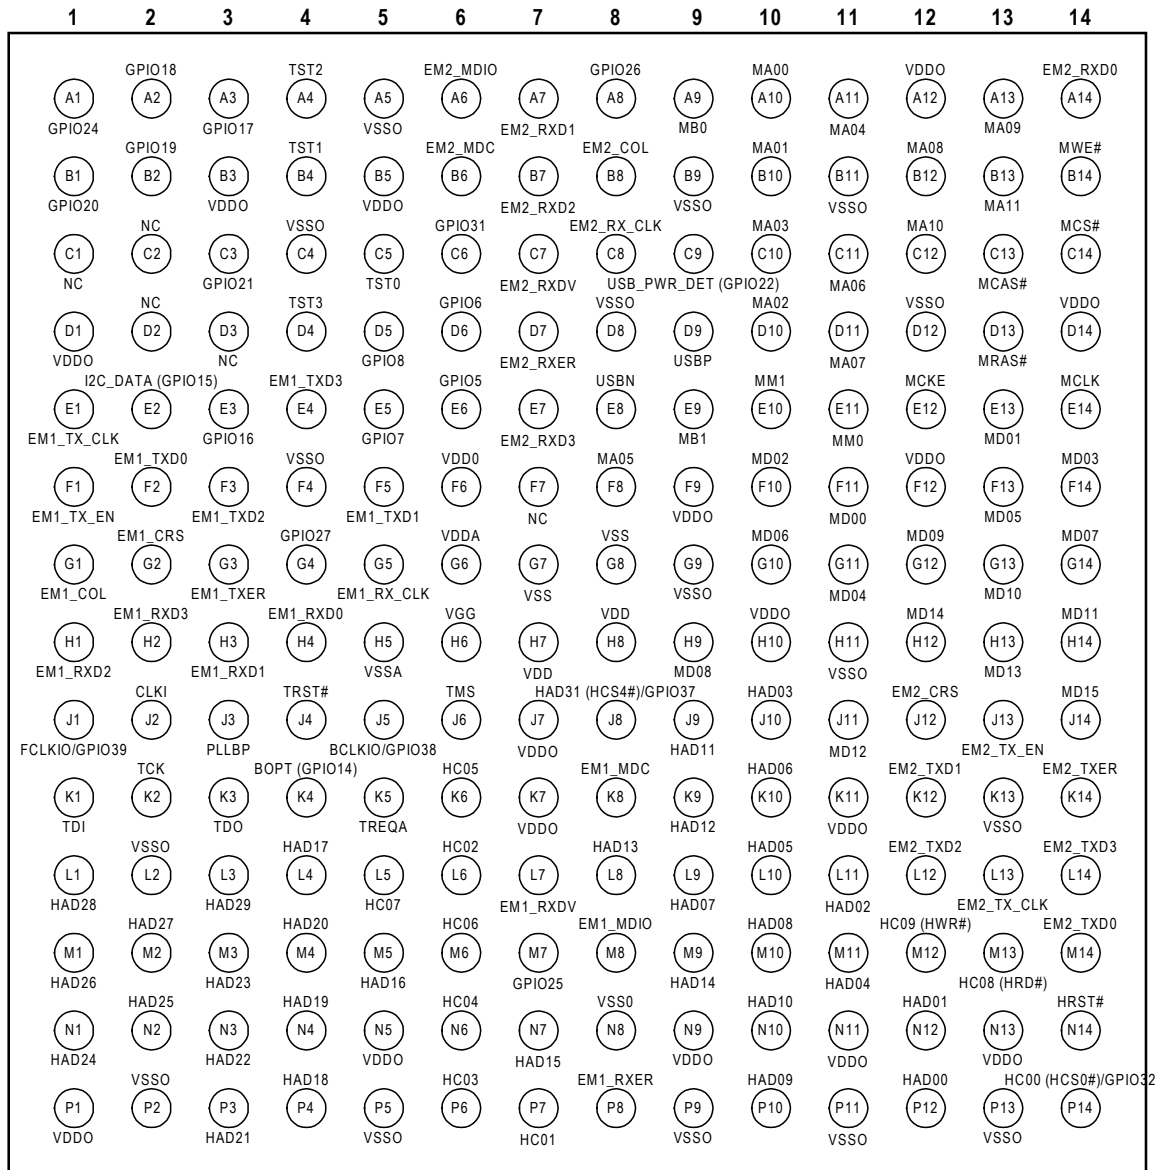 1 2 3 4 5 6 7 8 9 10 11 12 13 14
GPIO18 TST2 EM2_MDIO GPIO26 MA00 VDDO EM2_RXD0
A1 A2 A3 A4 A5 A6 A7 A8 A9 A10 A11 A12 A13 A14
GPIO24 GPIO17 VSSO EM2_RXD1 MB0 MA04 MA09
GPIO19 TST1 EM2_MDC EM2_COL MA01 MA08 MWE#
B1 B2 B3 B4 B5 B6 B7 B8 B9 B10 B11 B12 B13 B14
GPIO20 VDDO VDDO EM2_RXD2 VSSO VSSO MA11
NC VSSO GPIO31 EM2_RX_CLK MA03 MA10 MCS#
C1 C2 C3 C4 C5 C6 C7 C8 C9 C10 C11 C12 C13 C14
NC GPIO21 TST0 EM2_RXDV USB_PWR_DET (GPIO22) MA06 MCAS#
NC TST3 GPIO6 VSSO MA02 VSSO VDDO
D1 D2 D3 D4 D5 D6 D7 D8 D9 D10 D11 D12 D13 D14
VDDO NC GPIO8 EM2_RXER USBP MA07 MRAS#
I2C_DATA (GPIO15) EM1_TXD3 GPIO5 USBN MM1 MCKE MCLK
E1 E2 E3 E4 E5 E6 E7 E8 E9 E10 E11 E12 E13 E14
EM1_TX_CLK GPIO16 GPIO7 EM2_RXD3 MB1 MM0 MD01
EM1_TXD0 VSSO VDD0 MA05 MD02 VDDO MD03
F1 F2 F3 F4 F5 F6 F7 F8 F9 F10 F11 F12 F13 F14
EM1_TX_EN EM1_TXD2 EM1_TXD1 NC VDDO MD00 MD05
EM1_CRS GPIO27 VDDA VSS MD06 MD09 MD07
G1 G2 G3 G4 G5 G6 G7 G8 G9 G10 G11 G12 G13 G14
EM1_COL EM1_TXER EM1_RX_CLK VSS VSSO MD04 MD10
EM1_RXD3 EM1_RXD0 VGG VDD VDDO MD14 MD11
H1 H2 H3 H4 H5 H6 H7 H8 H9 H10 H11 H12 H13 H14
EM1_RXD2 EM1_RXD1 VSSA VDD MD08 VSSO MD13
CLKI TRST# TMS HAD31 (HCS4#)/GPIO37 HAD03 EM2_CRS MD15
J1 J2 J3 J4 J5 J6 J7 J8 J9 J10 J11 J12 J13 J14
FCLKIO/GPIO39 PLLBP BCLKIO/GPIO38 VDDO HAD11 MD12 EM2_TX_EN
TCK BOPT (GPIO14) HC05 EM1_MDC HAD06 EM2_TXD1 EM2_TXER
K1 K2 K3 K4 K5 K6 K7 K8 K9 K10 K11 K12 K13 K14
TDI TDO TREQA VDDO HAD12 VDDO VSSO
VSSO HAD17 HC02 HAD13 HAD05 EM2_TXD2 EM2_TXD3
L1 L2 L3 L4 L5 L6 L7 L8 L9 L10 L11 L12 L13 L14
HAD28 HAD29 HC07 EM1_RXDV HAD07 HAD02 EM2_TX_CLK
HAD27 HAD20 HC06 EM1_MDIO HAD08 HC09 (HWR#) EM2_TXD0
M1 M2 M3 M4 M5 M6 M7 M8 M9 M10 M11 M12 M13 M14
HAD26 HAD23 HAD16 GPIO25 HAD14 HAD04 HC08 (HRD#)
HAD25 HAD19 HC04 VSS0 HAD10 HAD01 HRST#
N1 N2 N3 N4 N5 N6 N7 N8 N9 N10 N11 N12 N13 N14
HAD24 HAD22 VDDO HAD15 VDDO VDDO VDDO
VSSO HAD18 HC03 EM1_RXER HAD09 HAD00 HC00 (HCS0#)/GPIO32
P1 P2 P3 P4 P5 P6 P7 P8 P9 P10 P11 P12 P13 P14
VDDO HAD21 VSSO HC01 VSSO VSSO VSSO